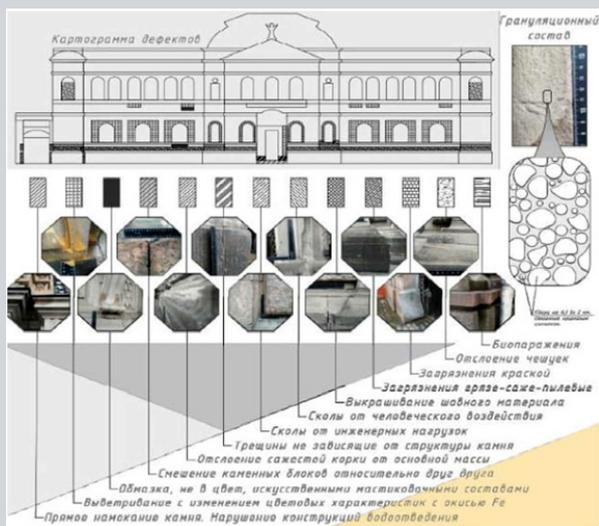 Картограмма дефектов
Грануляционный
состав
Биопоражения
Отслоение чешуек
Загрязнения краской
Загрязнения грязе-саже-пылевые
Выкрашивание шовного материала
Сколы от человеческого воздействия
Сколы от инженерных нагрузок
Трещины не зависящие от структуры камня
Отслоение сажестой корки от основной массы
Смешение каменных блоков относительно друг друга
Обмазка, не в цвет, искусственными мастиковочными составами
Выветривание с изменением цветовых характеристик с окисью Fe
Прямое намокание камня. Нарушение конструкций водоотведения